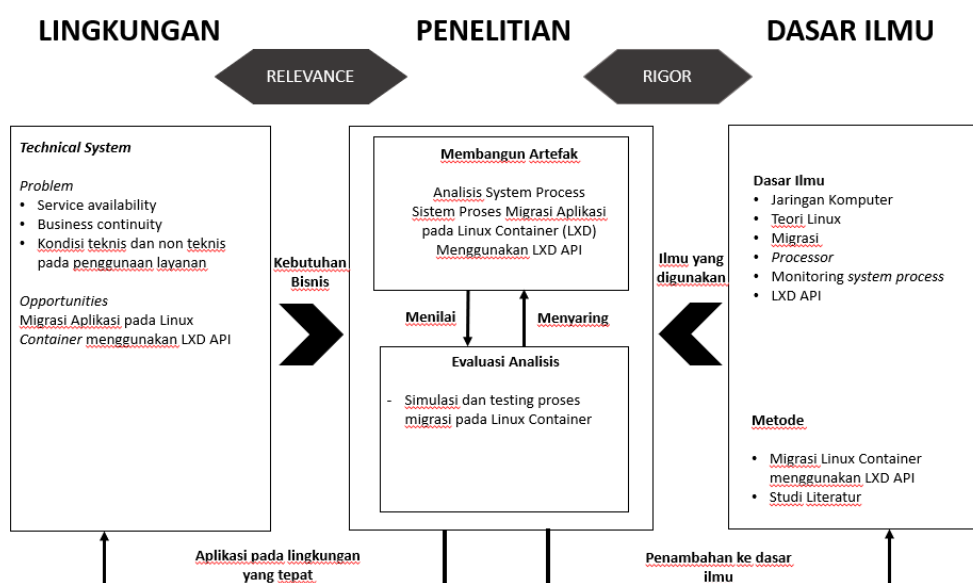 LINGKUNGAN
PENELITIAN
DASAR ILMU
RELEVANCE
RIGOR
Technical System
Problem
• Service availability
• Business continuity
• Kondisi teknis dan non teknis
pada penggunaan layanan
Opportunities
Migrasi Aplikasi pada Linux
Container menggunakan LXD API
Kebutuhan
Bisnis
Membangun Artefak
Analisis System Process
Sistem Proses Migrasi Aplikasi
pada Linux Container (LXD)
Menggunakan LXD API
Menilai
Menyaring
Evaluasi Analisis
- Simulasi dan testing proses
migrasi pada Linux Container
Ilmu yang
digunakan
Dasar Ilmu
• Jaringan Komputer
• Teori Linux
• Migrasi
• Processor
• Monitoring system process
• LXD API
Metode
• Migrasi Linux Container
menggunakan LXD API
• Studi Literatur
Aplikasi pada lingkungan
yang tepat
Penambahan ke dasar
ilmu